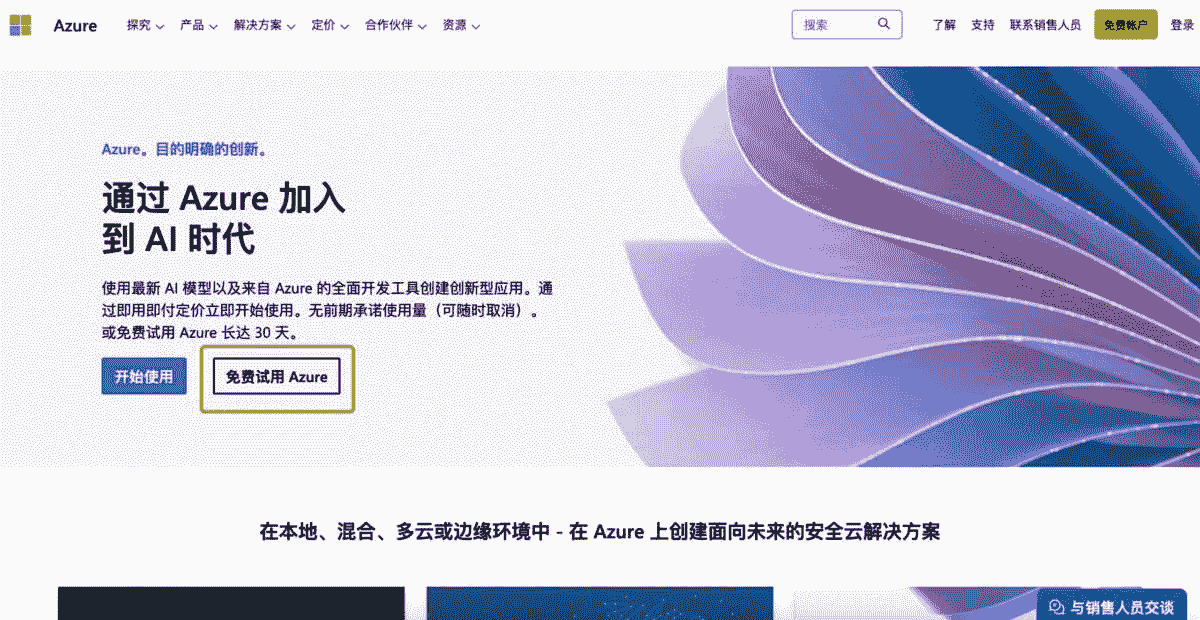 Azure 探究 产品 解决方案 定价 合作伙伴 资源 搜索 了解 支持 联系销售人员 免费帐户 登录
Azure。目的明确的创新。
通过 Azure 加入
到 AI 时代
使用最新 AI 模型以及来自 Azure 的全面开发工具创建创新型应用。通
过即用即付定价立即开始使用。无前期承诺使用量（可随时取消）。
或免费试用 Azure 长达 30 天。
开始使用 免费试用 Azure
在本地、混合、多云或边缘环境中 - 在 Azure 上创建面向未来的安全云解决方案
与销售人员交谈